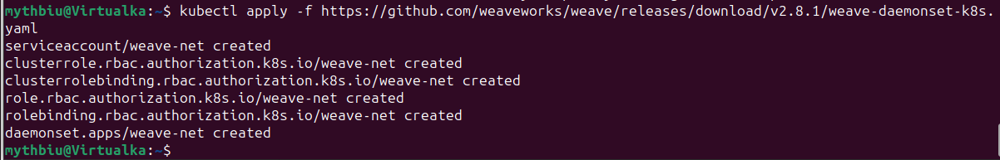 mythbiu@Virtualka:~$ kubectl apply -f https://github.com/weaveworks/weave/releases/download/v2.8.1/weave-daemonset-k8s.
yaml
serviceaccount/weave-net created
clusterrole.rbac.authorization.k8s.io/weave-net created
clusterrolebinding.rbac.authorization.k8s.io/weave-net created
role.rbac.authorization.k8s.io/weave-net created
rolebinding.rbac.authorization.k8s.io/weave-net created
daemonset.apps/weave-net created
mythbiu@Virtualka:~$